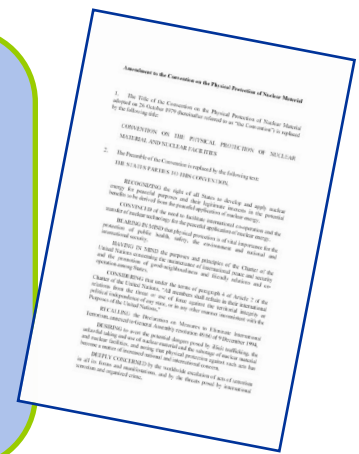 Amendment to the Convention on the Physical Protection of Nuclear Material
1. The Title of the Convention on the Physical Protection of Nuclear Material
adopted on 26 October 1979 (hereinafter referred to as "the Convention") is replaced
by the following title:
CONVENTION ON THE PHYSICAL PROTECTION OF NUCLEAR
MATERIAL AND NUCLEAR FACILITIES
2. The Preamble of the Convention is replaced by the following text:
THE STATES PARTIES TO THIS CONVENTION,
RECOGNIZING the right of all States to develop and apply nuclear
energy for peaceful purposes and their legitimate interests in the potential
benefits to be derived from the peaceful application of nuclear energy,
CONVINCED of the need to facilitate international co-operation and the
transfer of nuclear technology for the peaceful application of nuclear energy,
BEARING IN MIND that physical protection is of vital importance for the
protection of public health, safety, the environment and national and
international security,
HAVING IN MIND the purposes and principles of the Charter of the
United Nations concerning the maintenance of international peace and security
and the promotion of good-neighbourliness and friendly relations and co-
operation among States,
CONSIDERING that under the terms of paragraph 4 of Article 2 of the
Charter of the United Nations, "All members shall refrain in their international
relations from the threat or use of force against the territorial integrity or
political independence of any state, or in any other manner inconsistent with the
Purposes of the United Nations,"
RECALLING the Declaration on Measures to Eliminate International
Terrorism, annexed to General Assembly resolution 49/60 of 9 December 1994,
DESIRING to avert the potential dangers posed by illicit trafficking, the
unlawful taking and use of nuclear material and the sabotage of nuclear material
and nuclear facilities, and noting that physical protection against such acts has
become a matter of increased national and international concern,
DEEPLY CONCERNED by the worldwide escalation of acts of terrorism
in all its forms and manifestations, and by the threats posed by international
terrorism and organized crime,